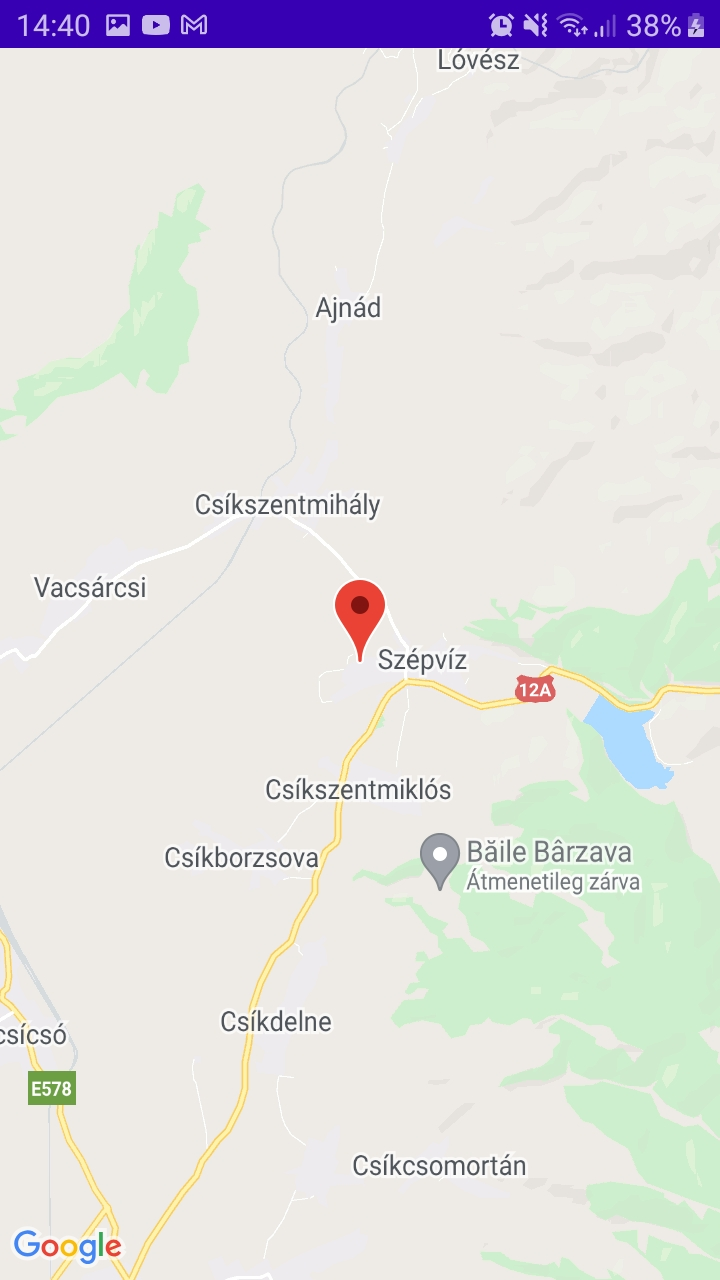 14:40 38%
Lóvész
Ajnád
Csíkszentmihály
Vacsárcsi
Szépvíz
12A
Csíkszentmiklós
Băile Bârzava
Csíkborzsova
Átmenetileg zárva
Csíkdelne
csícsó
E578
Csíkcsomortán
Google